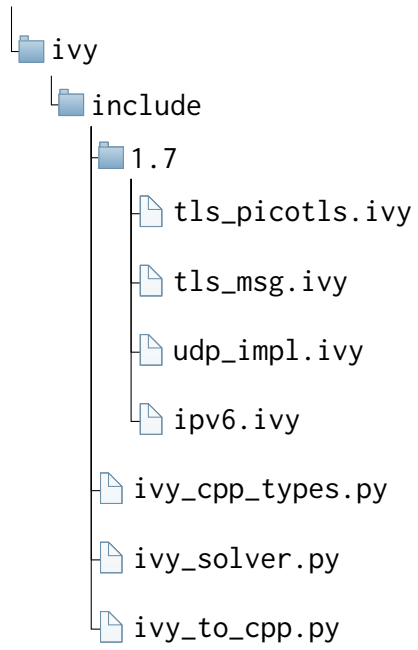 ivy
include
1.7
tls_picotls.ivy
tls_msg.ivy
udp_impl.ivy
ipv6.ivy
ivy_cpp_types.py
ivy_solver.py
ivy_to_cpp.py